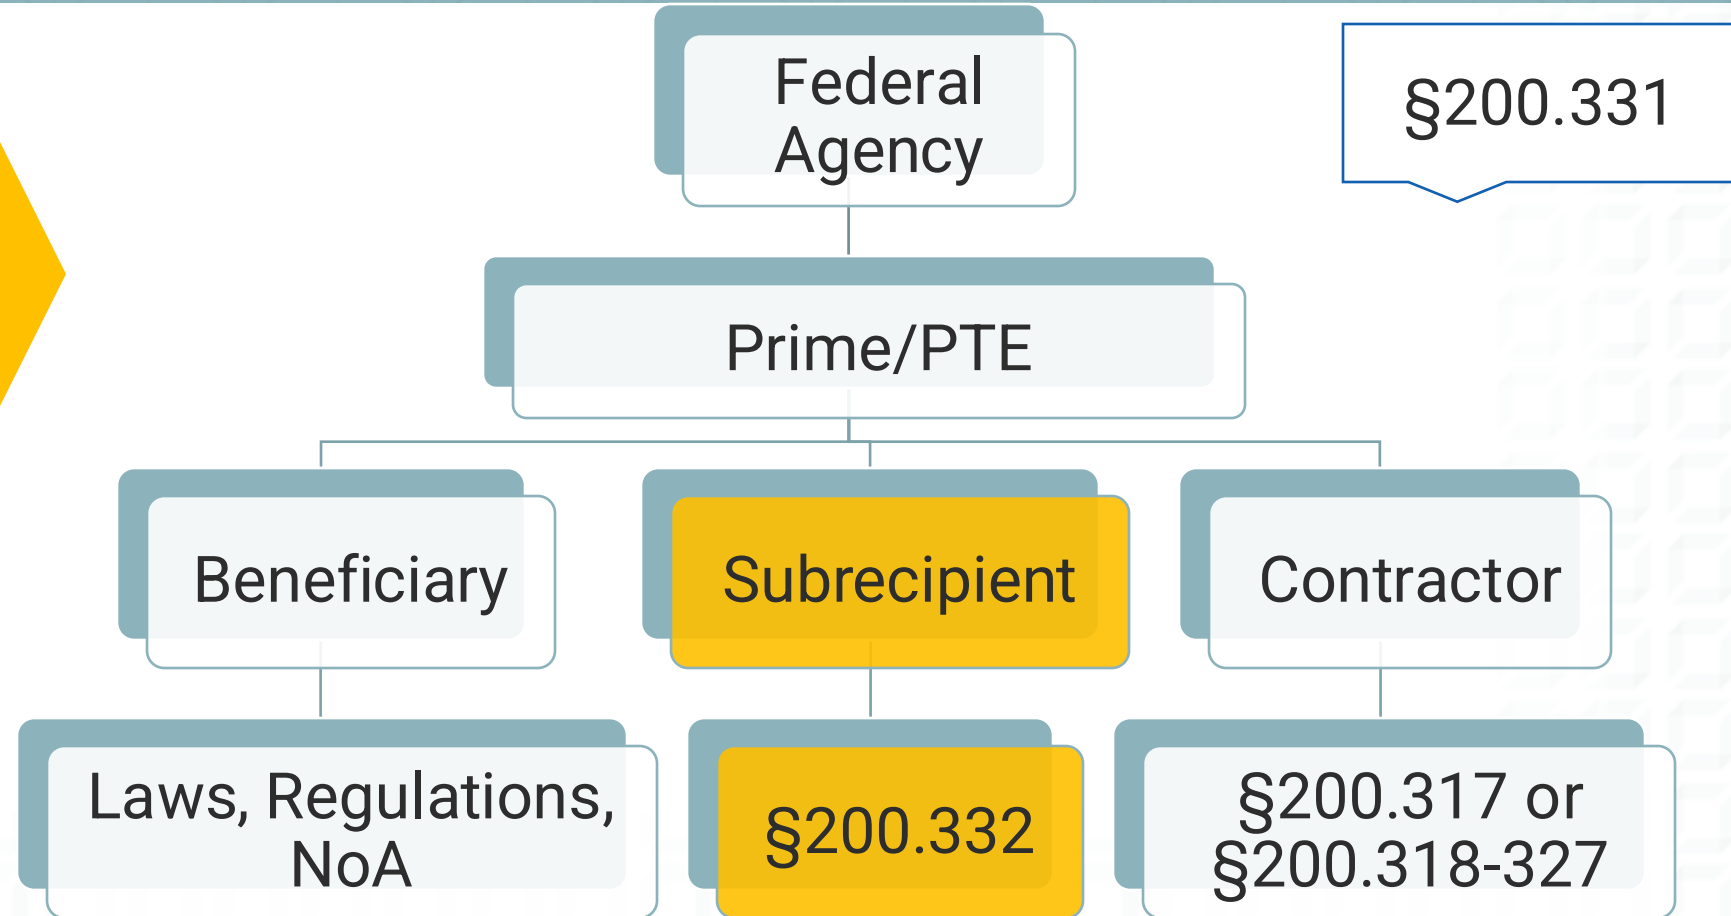 Federal
Agency
§200.331
Prime/PTE
Beneficiary
Subrecipient
Contractor
Laws, Regulations,
NoA
§200.332
§200.317 or
§200.318-327